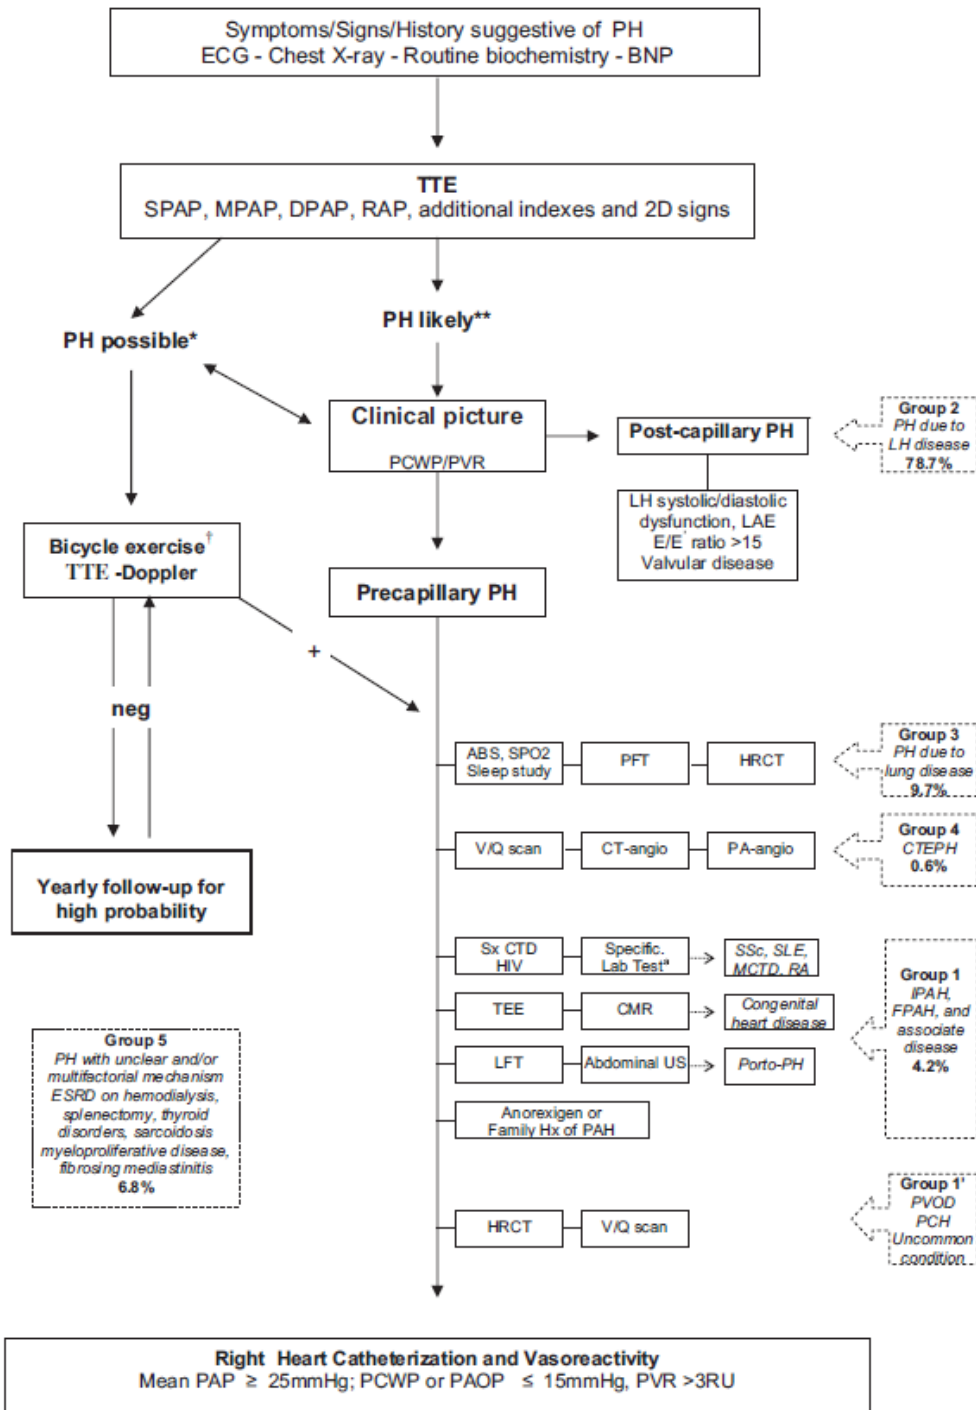 Symptoms/Signs/History suggestive of PH
ECG - Chest X-ray - Routine biochemistry - BNP
TTE
SPAP, MPAP, DPAP, RAP, additional indexes and 2D signs
PH possible*
PH likely**
Clinical picture
PCWP/PVR
Post-capillary PH
Group 2
PH due to
LH disease
78.7%
LH systolic/diastolic
dysfunction, LAE
E/E' ratio >15
Valvular disease
Bicycle exercise†
TTE -Doppler
Precapillary PH
+
neg
Yearly follow-up for
high probability
ABS, SPO2
Sleep study
PFT
HRCT
Group 3
PH due to
lung disease
9.7%
V/Q scan
CT-angio
PA-angio
Group 4
CTEPH
0.6%
Sx CTD
HIV
Specific.
Lab Testª
SSc, SLE,
MCTD, RA
TEE
CMR
Congenital
heart disease
LFT
Abdominal US
Porto-PH
Anorexigen or
Family Hx of PAH
Group 1
IPAH,
FPAH, and
associate
disease
4.2%
Group 5
PH with unclear and/or
multifactorial mechanism
ESRD on hemodialysis,
splenectomy, thyroid
disorders, sarcoidosis
myeloproliferative disease,
fibrosing mediastinitis
6.8%
HRCT
V/Q scan
Group 1'
PVOD
PCH
Uncommon
condition
Right Heart Catheterization and Vasoreactivity
Mean PAP ≥ 25mmHg; PCWP or PAOP ≤ 15mmHg, PVR >3RU